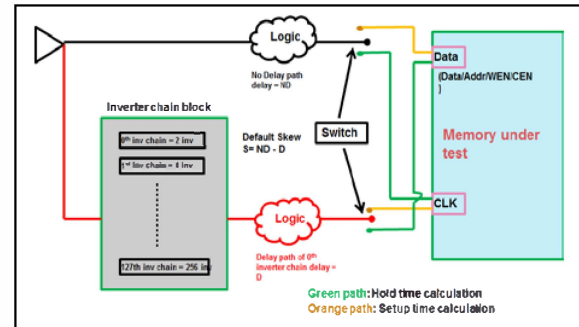 Logic
No Delay path
delay = ND
Data
(Data/Addr/WEN/CEN
)
Inverter chain block
0th inv chain = 2 inv
1st inv chain = 4 inv
127th inv chain = 256 inv
Default Skew
S= ND - D
Switch
Memory under
test
CLK
Logic
Delay path of 0th
inverter chain delay =
D
Green path: Hold time calculation
Orange path: Setup time calculation